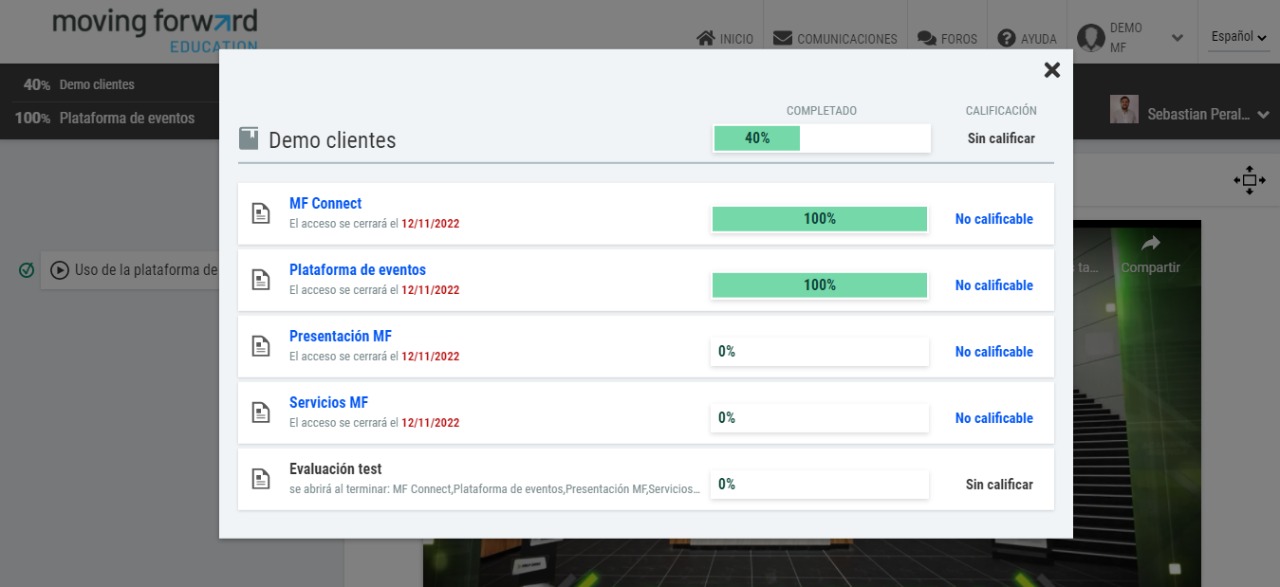 moving forward
EDUCATION
INICIO
COMUNICACIONES
FOROS
AYUDA
DEMO
MF
Español
40% Demo clientes
100% Plataforma de eventos
Sebastian Peral...
COMPLETADO
CALIFICACIÓN
Demo clientes
40%
Sin calificar
MF Connect
El acceso se cerrará el 12/11/2022
100%
No calificable
Plataforma de eventos
El acceso se cerrará el 12/11/2022
100%
No calificable
Presentación MF
El acceso se cerrará el 12/11/2022
0%
No calificable
Servicios MF
El acceso se cerrará el 12/11/2022
0%
No calificable
Evaluación test
se abrirá al terminar: MF Connect,Plataforma de eventos,Presentación MF,Servicios...
0%
Sin calificar
Uso de la plataforma de
ta...
Compartir